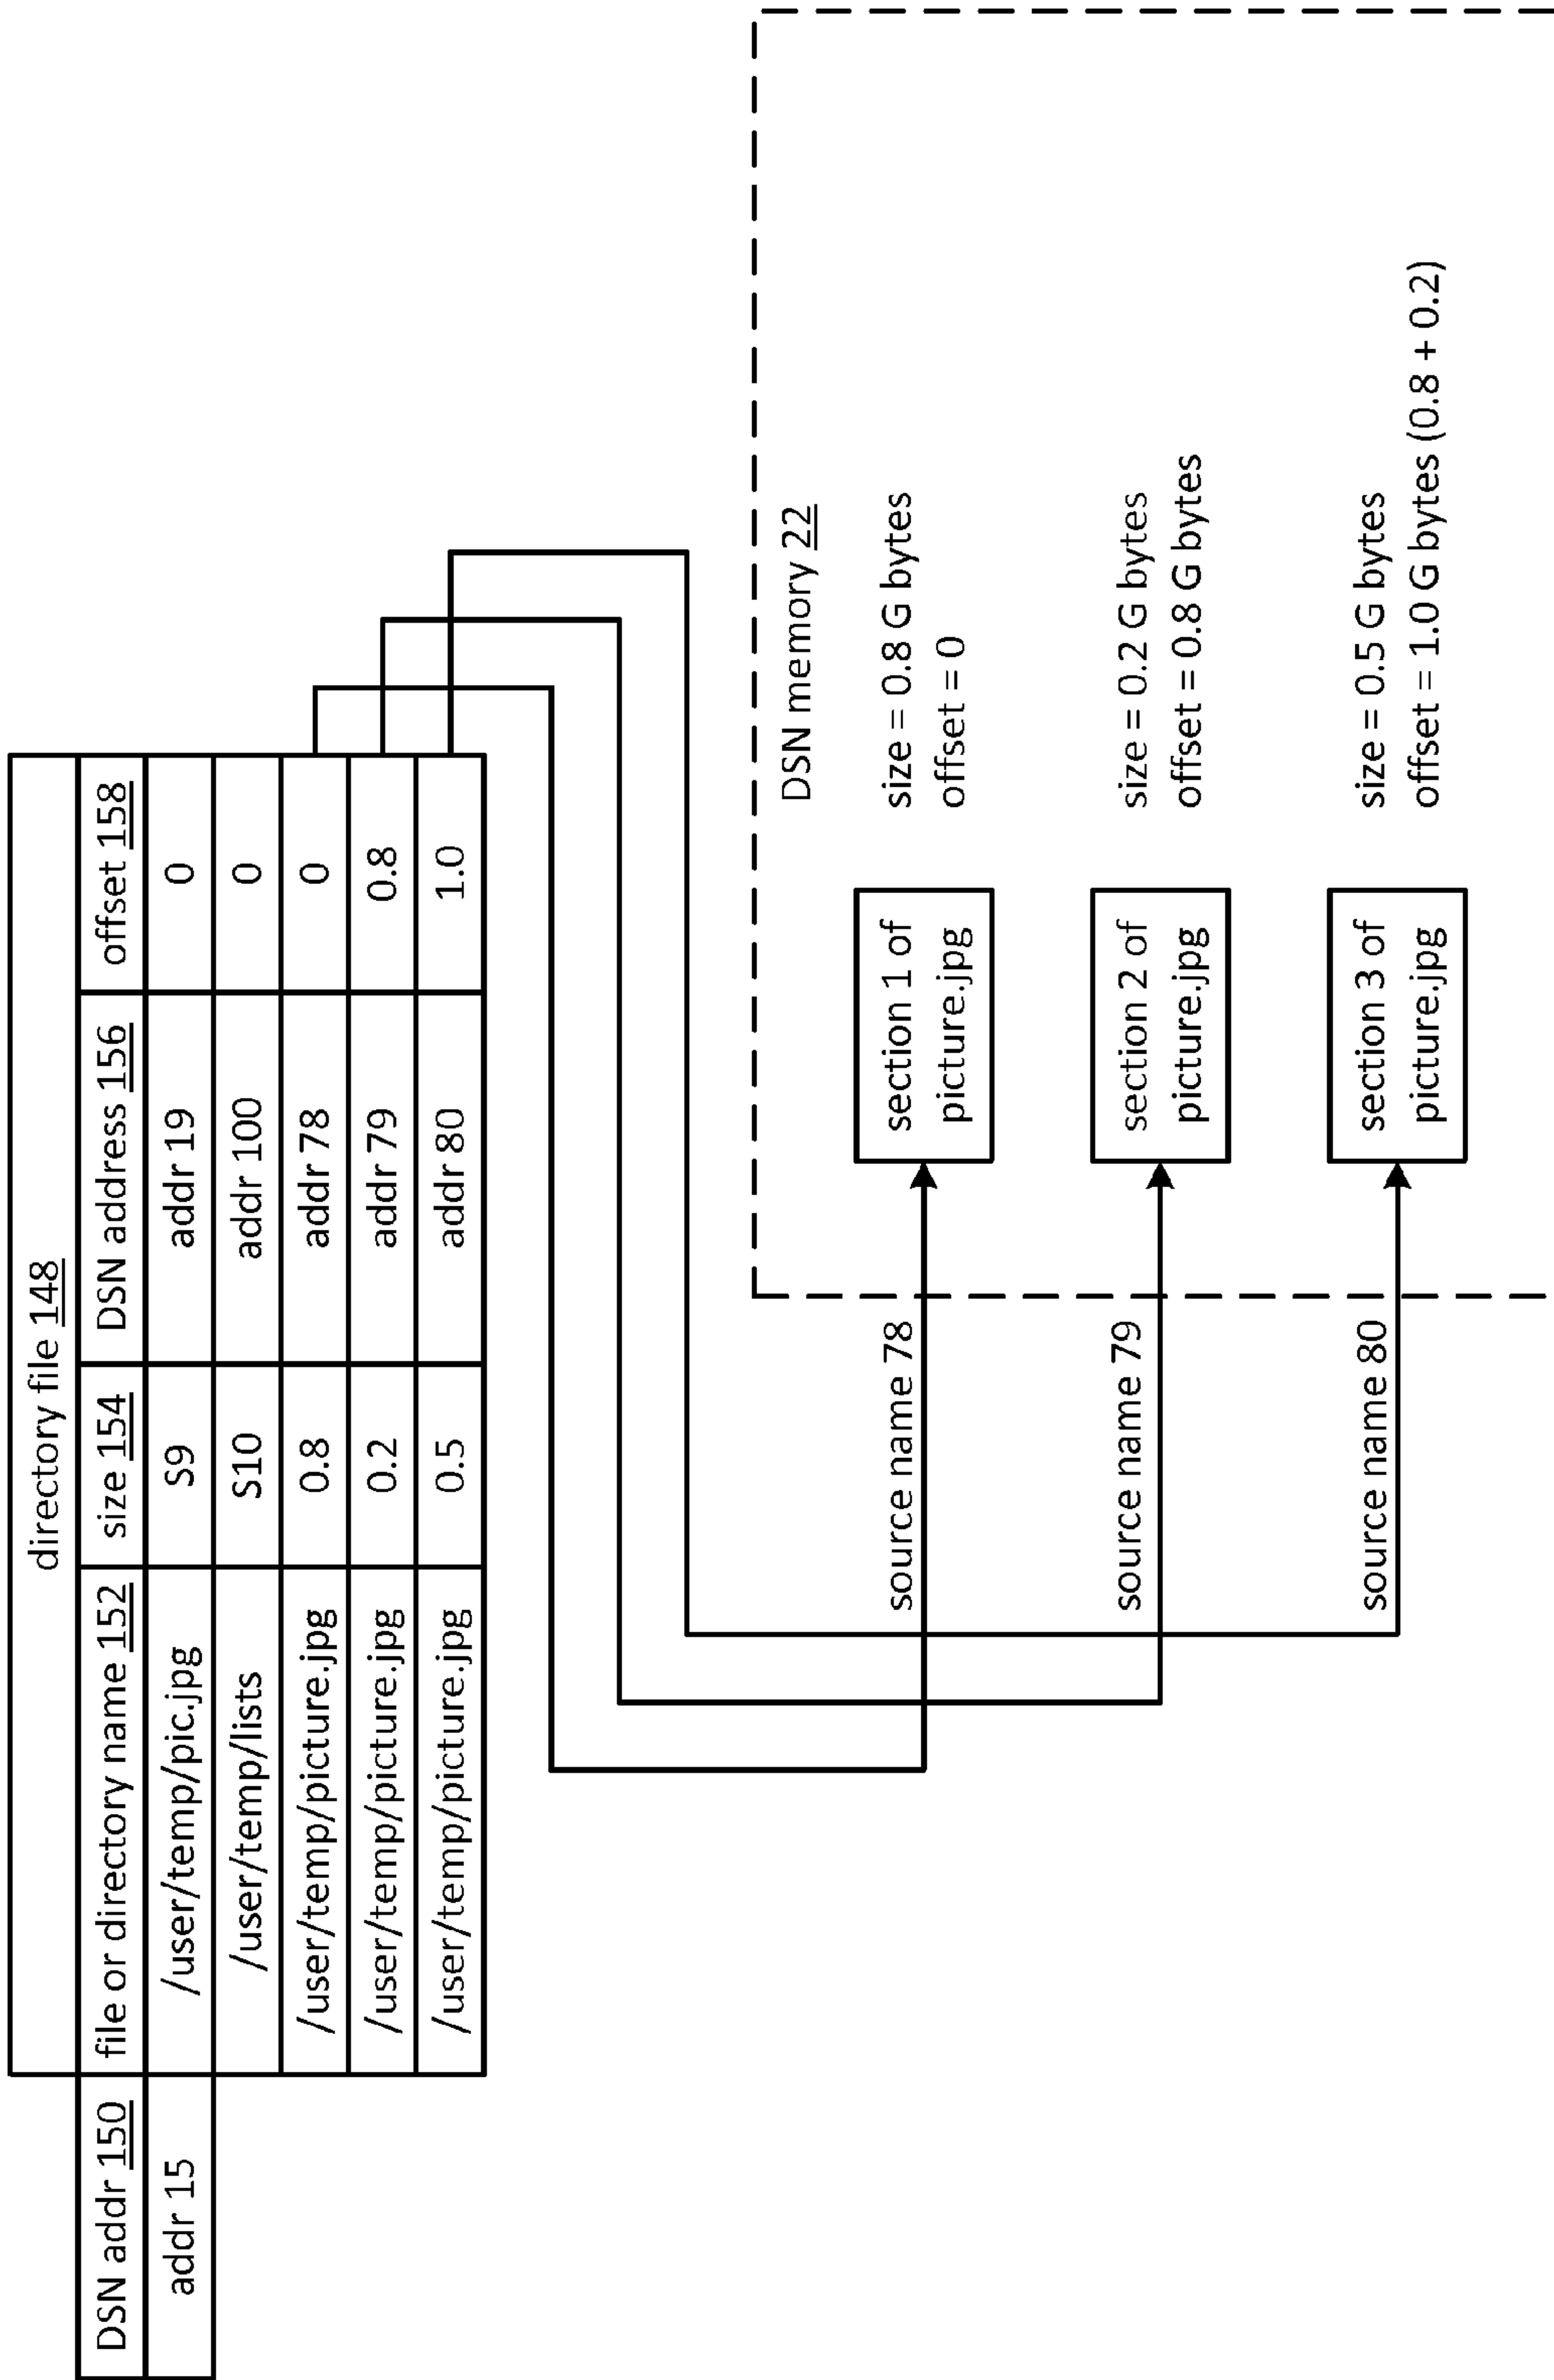 directory file 148
DSN addr 150 file or directory name 152 size 154 DSN address 156 offset 158
addr 15 /user/temp/pic.jpg S9 addr 19 0
/user/temp/lists S10 addr 100 0
/user/temp/picture.jpg 0.8 addr 78 0
/user/temp/picture.jpg 0.2 addr 79 0.8
/user/temp/picture.jpg 0.5 addr 80 1.0
DSN memory 22
source name 78
section 1 of
picture.jpg
size = 0.8 G bytes
offset = 0
source name 79
section 2 of
picture.jpg
size = 0.2 G bytes
offset = 0.8 G bytes
source name 80
section 3 of
picture.jpg
size = 0.5 G bytes
offset = 1.0 G bytes (0.8 + 0.2)